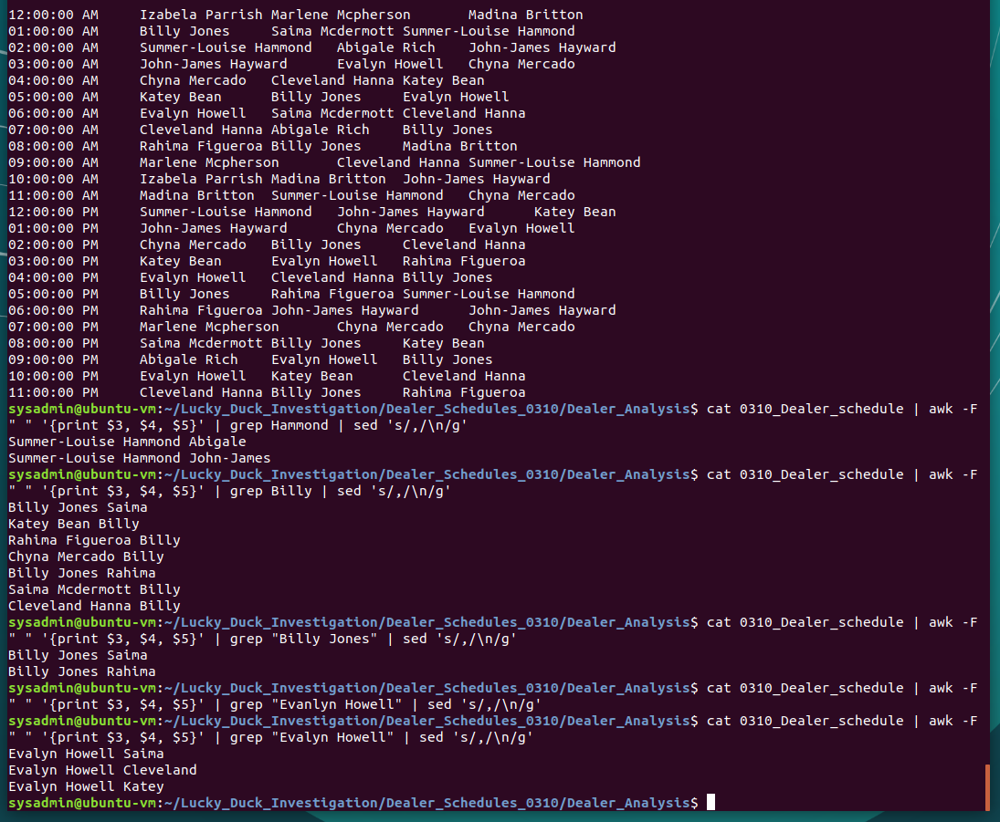 12:00:00 AM	Izabela Parrish	Marlene Mcpherson	Madina Britton
01:00:00 AM	Billy Jones	Saima Mcdermott	Summer-Louise Hammond
02:00:00 AM	Summer-Louise Hammond	Abigale Rich	John-James Hayward
03:00:00 AM	John-James Hayward	Evalyn Howell	Chyna Mercado
04:00:00 AM	Chyna Mercado	Cleveland Hanna	Katey Bean
05:00:00 AM	Katey Bean	Billy Jones	Evalyn Howell
06:00:00 AM	Evalyn Howell	Saima Mcdermott	Cleveland Hanna
07:00:00 AM	Cleveland Hanna	Abigale Rich	Billy Jones
08:00:00 AM	Rahima Figueroa	Billy Jones	Madina Britton
09:00:00 AM	Marlene Mcpherson	Cleveland Hanna	Summer-Louise Hammond
10:00:00 AM	Izabela Parrish	Madina Britton	John-James Hayward
11:00:00 AM	Madina Britton	Summer-Louise Hammond	Chyna Mercado
12:00:00 PM	Summer-Louise Hammond	John-James Hayward	Katey Bean
01:00:00 PM	John-James Hayward	Chyna Mercado	Evalyn Howell
02:00:00 PM	Chyna Mercado	Billy Jones	Cleveland Hanna
03:00:00 PM	Katey Bean	Evalyn Howell	Rahima Figueroa
04:00:00 PM	Evalyn Howell	Cleveland Hanna	Billy Jones
05:00:00 PM	Billy Jones	Rahima Figueroa	Summer-Louise Hammond
06:00:00 PM	Rahima Figueroa	John-James Hayward	John-James Hayward
07:00:00 PM	Marlene Mcpherson	Chyna Mercado	Chyna Mercado
08:00:00 PM	Saima Mcdermott	Billy Jones	Katey Bean
09:00:00 PM	Abigale Rich	Evalyn Howell	Billy Jones
10:00:00 PM	Evalyn Howell	Katey Bean	Cleveland Hanna
11:00:00 PM	Cleveland Hanna	Billy Jones	Rahima Figueroa
sysadmin@ubuntu-vm:~/Lucky_Duck_Investigation/Dealer_Schedules_0310/Dealer_Analysis$ cat 0310_Dealer_schedule | awk -F
" " '{print $3, $4, $5}' | grep Hammond | sed 's/,/\n/g'
Summer-Louise Hammond Abigale
Summer-Louise Hammond John-James
sysadmin@ubuntu-vm:~/Lucky_Duck_Investigation/Dealer_Schedules_0310/Dealer_Analysis$ cat 0310_Dealer_schedule | awk -F
" " '{print $3, $4, $5}' | grep Billy | sed 's/,/\n/g'
Billy Jones Saima
Katey Bean Billy
Rahima Figueroa Billy
Chyna Mercado Billy
Billy Jones Rahima
Saima Mcdermott Billy
Cleveland Hanna Billy
sysadmin@ubuntu-vm:~/Lucky_Duck_Investigation/Dealer_Schedules_0310/Dealer_Analysis$ cat 0310_Dealer_schedule | awk -F
" " '{print $3, $4, $5}' | grep "Billy Jones" | sed 's/,/\n/g'
Billy Jones Saima
Billy Jones Rahima
sysadmin@ubuntu-vm:~/Lucky_Duck_Investigation/Dealer_Schedules_0310/Dealer_Analysis$ cat 0310_Dealer_schedule | awk -F
" " '{print $3, $4, $5}' | grep "Evanlyn Howell" | sed 's/,/\n/g'
sysadmin@ubuntu-vm:~/Lucky_Duck_Investigation/Dealer_Schedules_0310/Dealer_Analysis$ cat 0310_Dealer_schedule | awk -F
" " '{print $3, $4, $5}' | grep "Evalyn Howell" | sed 's/,/\n/g'
Evalyn Howell Saima
Evalyn Howell Cleveland
Evalyn Howell Katey
sysadmin@ubuntu-vm:~/Lucky_Duck_Investigation/Dealer_Schedules_0310/Dealer_Analysis$